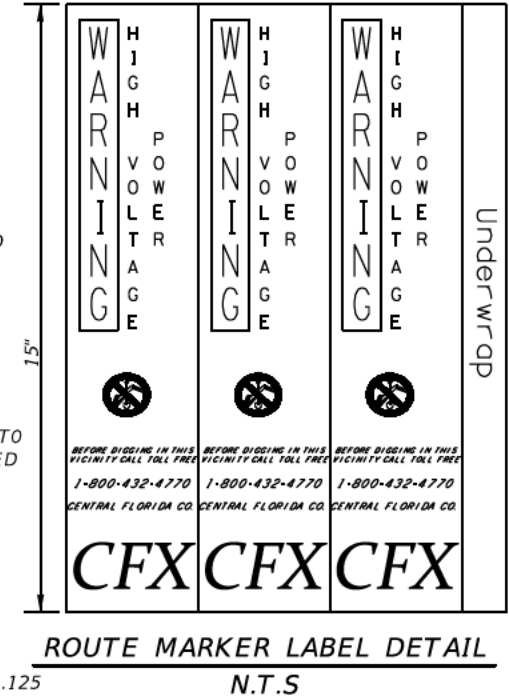 WARNING
HIGH VOLTAGE
POWER
WARNING
HIGH VOLTAGE
POWER
WARNING
HIGH VOLTAGE
POWER
Underwrap
15"
TO
ED
BEFORE DIGGING IN THIS
VICINITY CALL TOLL FREE
1-800-432-4770
CENTRAL FLORIDA CO.
CFX
BEFORE DIGGING IN THIS
VICINITY CALL TOLL FREE
1-800-432-4770
CENTRAL FLORIDA CO.
CFX
BEFORE DIGGING IN THIS
VICINITY CALL TOLL FREE
1-800-432-4770
CENTRAL FLORIDA CO.
CFX
ROUTE MARKER LABEL DETAIL
N.T.S
.125